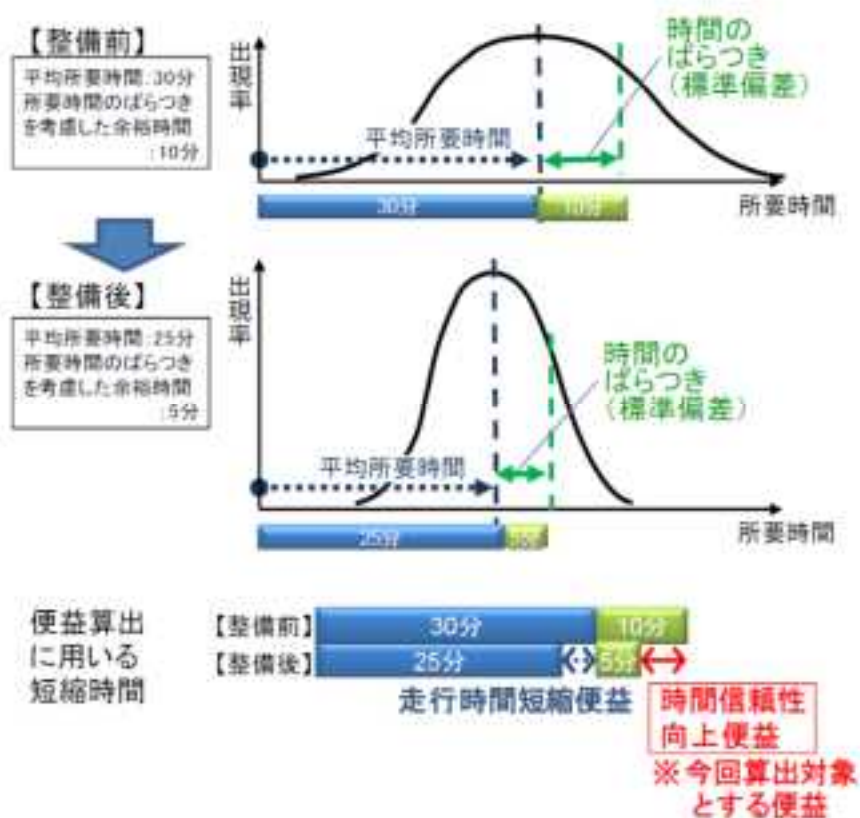 【整備前】
平均所要時間:30分
所要時間のばらつき
を考慮した余裕時間
:10分
出現率
時間の
ばらつき
(標準偏差)
平均所要時間
30分
10分
所要時間
【整備後】
平均所要時間:25分
所要時間のばらつき
を考慮した余裕時間
:5分
出現率
時間の
ばらつき
(標準偏差)
平均所要時間
25分
5分
所要時間
便益算出
に用いる
短縮時間
【整備前】
30分
10分
【整備後】
25分
5分
走行時間短縮便益
時間信頼性
向上便益
※今回算出対象
とする便益